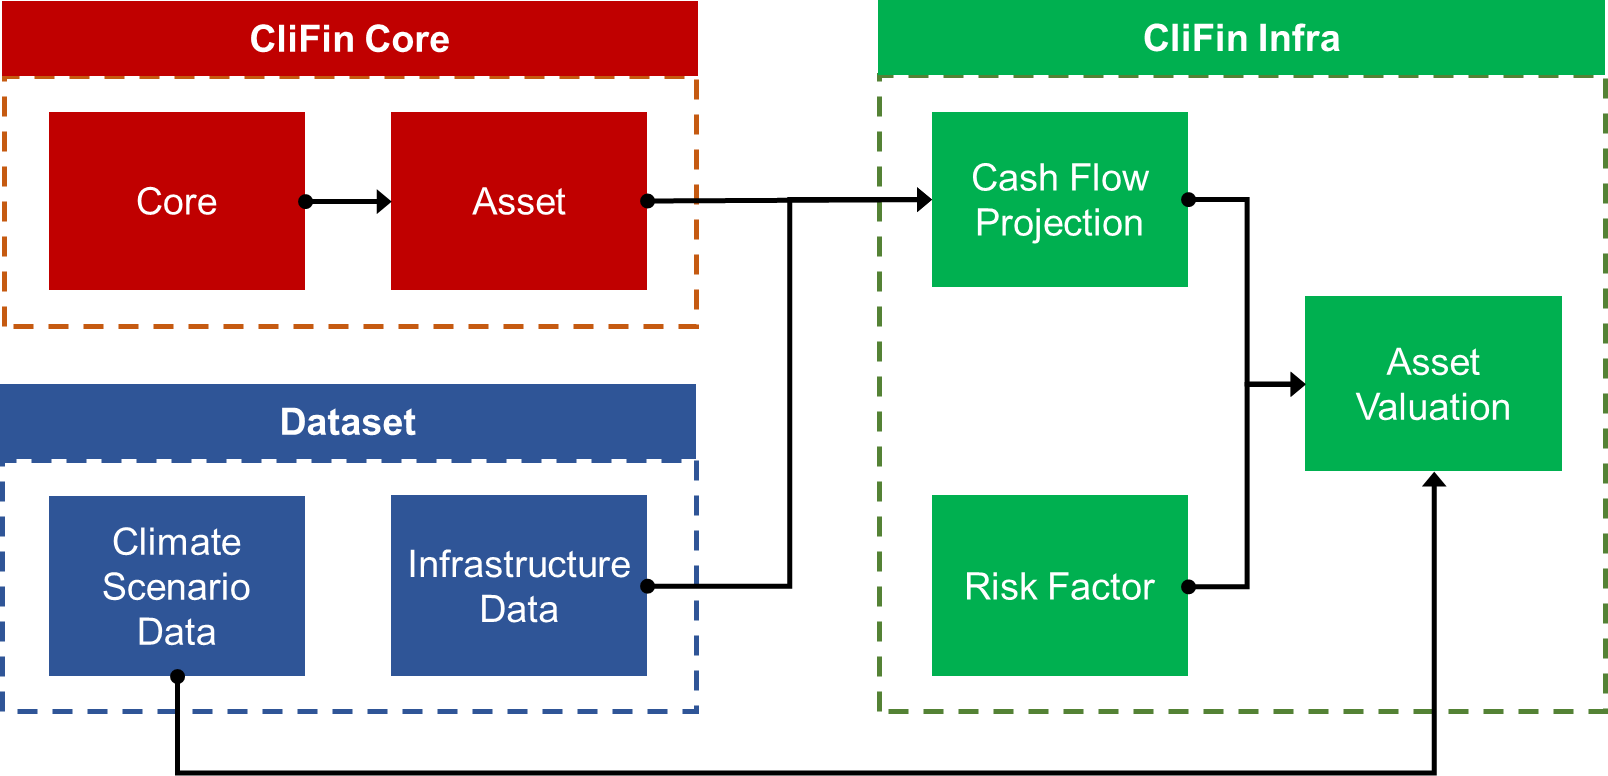 CliFin Core
Core
Asset
Dataset
Climate
Scenario
Data
Infrastructure
Data
CliFin Infra
Cash Flow
Projection
Asset
Valuation
Risk Factor